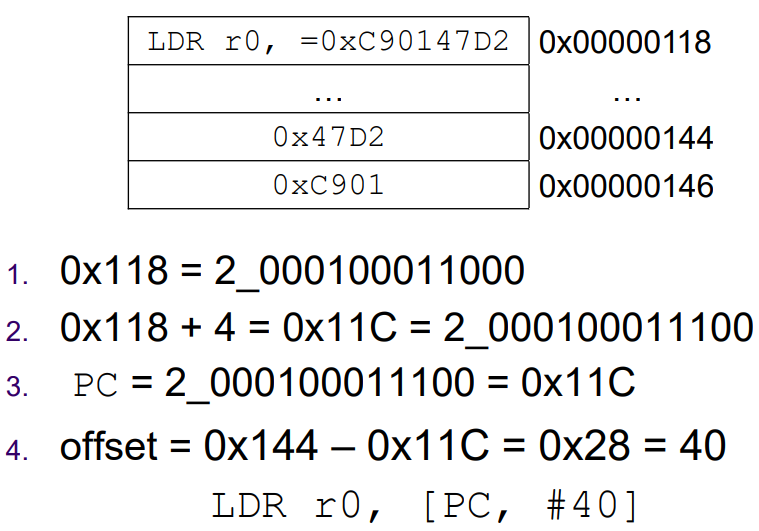 LDR r0, =0xC90147D2 0x00000118
... ...
0x47D2 0x00000144
0xC901 0x00000146
1. 0x118 = 2_000100011000
2. 0x118 + 4 = 0x11C = 2_000100011100
3. PC = 2_000100011100 = 0x11C
4. offset = 0x144 – 0x11C = 0x28 = 40
LDR r0, [PC, #40]